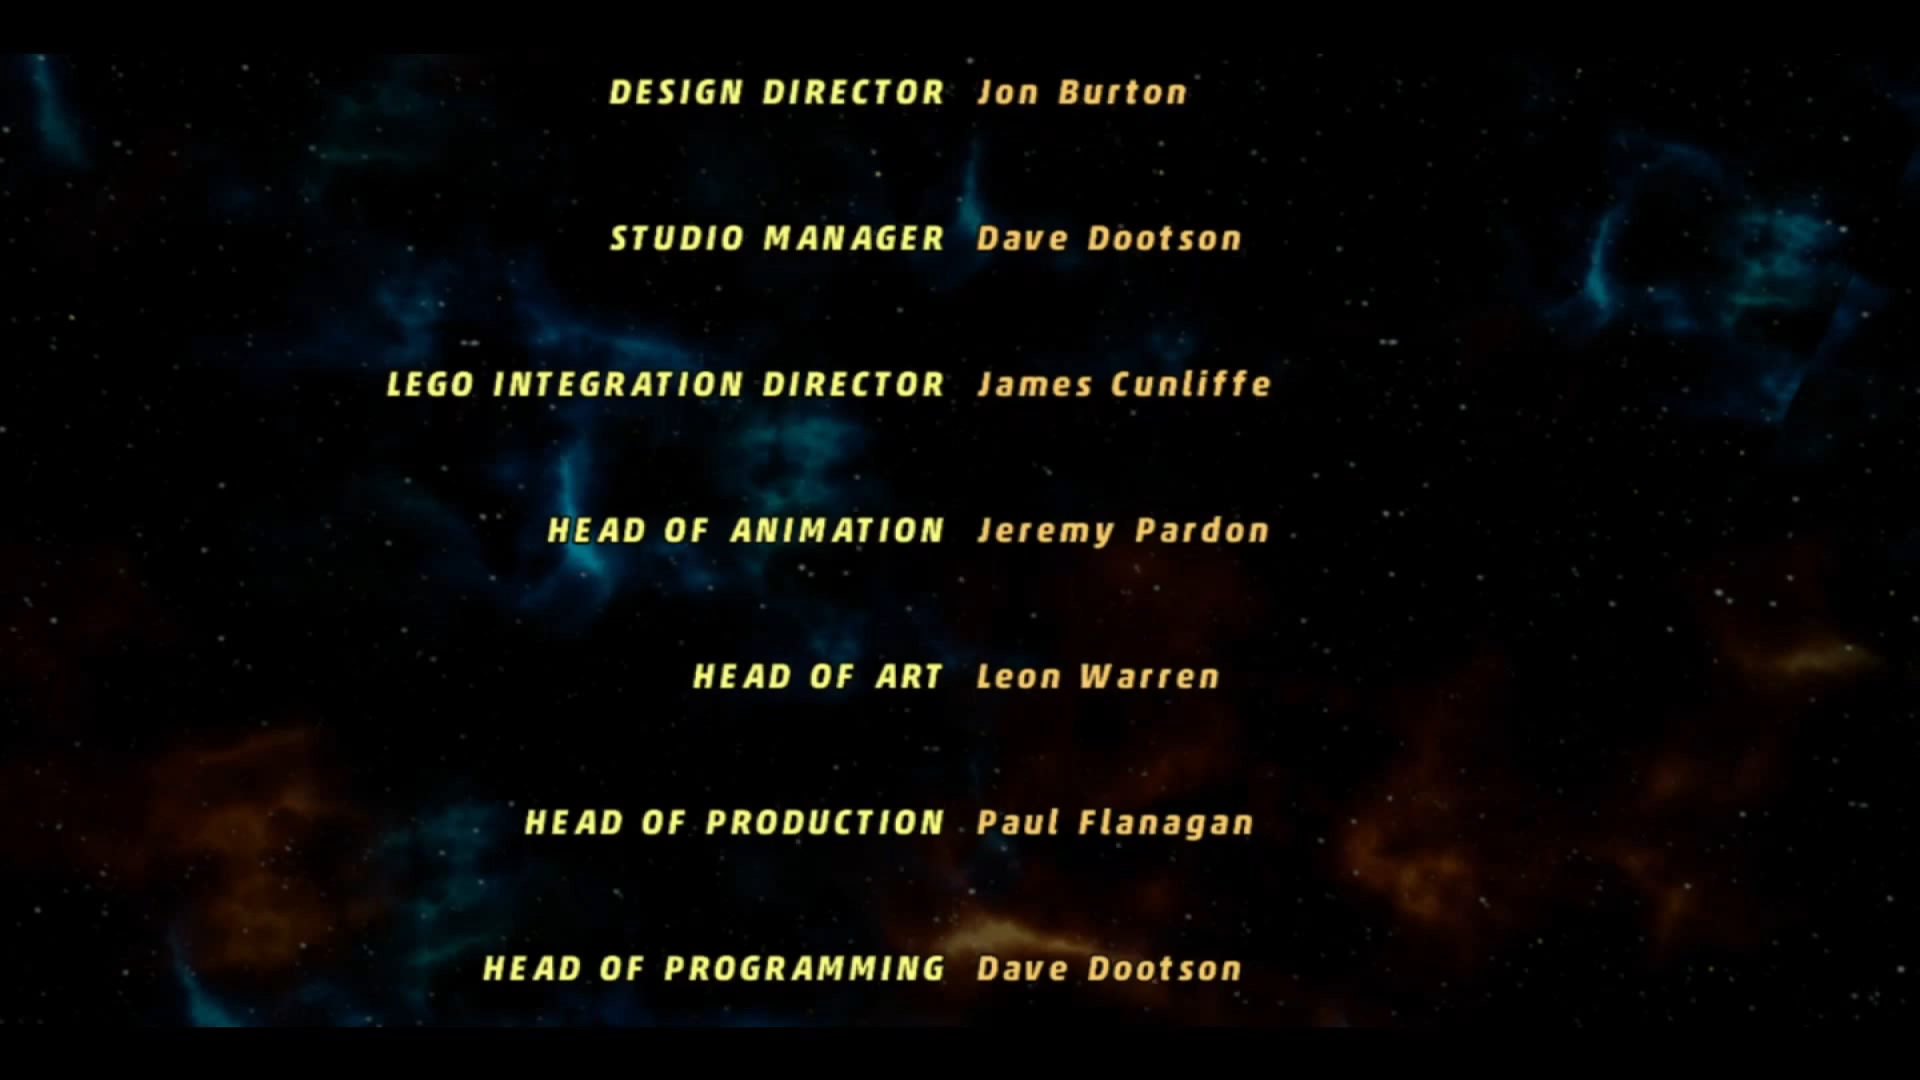 DESIGN DIRECTOR Jon Burton
STUDIO MANAGER Dave Dootson
LEGO INTEGRATION DIRECTOR James Cunliffe
HEAD OF ANIMATION Jeremy Pardon
HEAD OF ART Leon Warren
HEAD OF PRODUCTION Paul Flanagan
HEAD OF PROGRAMMING Dave Dootson